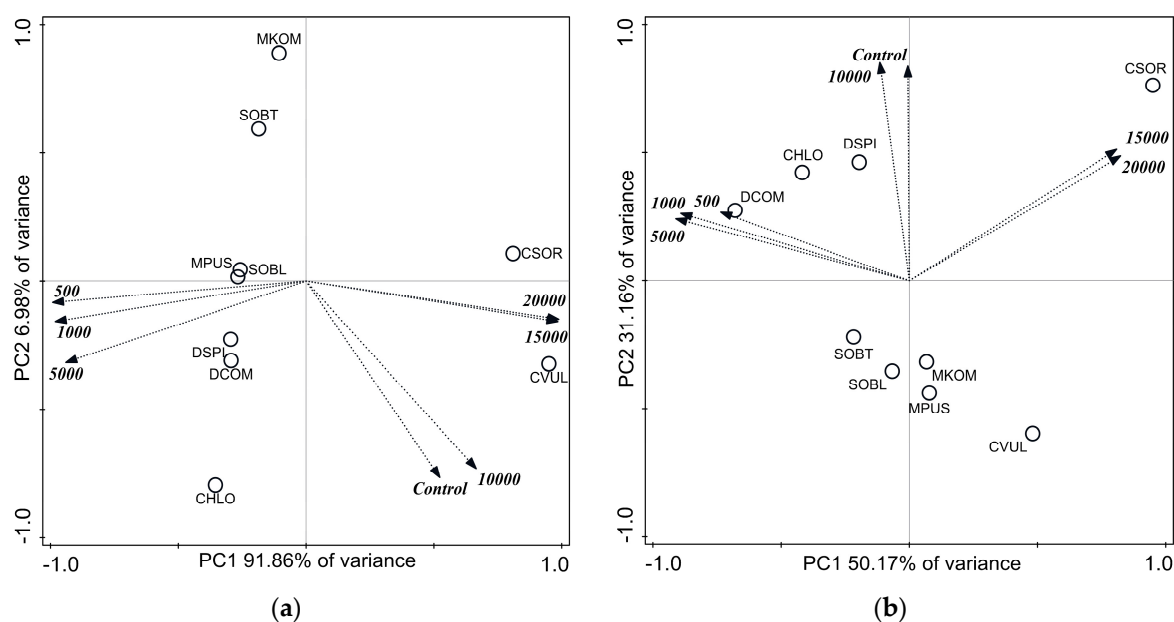 1.0
MKOM
SOBT
PC2 6.98% of variance
CSOR
MPUS
SOBL
500
20000
1000
15000
DSPI
5000
DCOM
CVUL
Control
10000
CHLO
-1.0
-1.0
PC1 91.86% of variance
1.0
(a)
1.0
Control
CSOR
10000
15000
DSPI
CHLO
20000
DCOM
1000
500
5000
PC2 31.16% of variance
SOBT
SOBL
MKOM
MPUS
CVUL
-1.0
-1.0
PC1 50.17% of variance
1.0
(b)